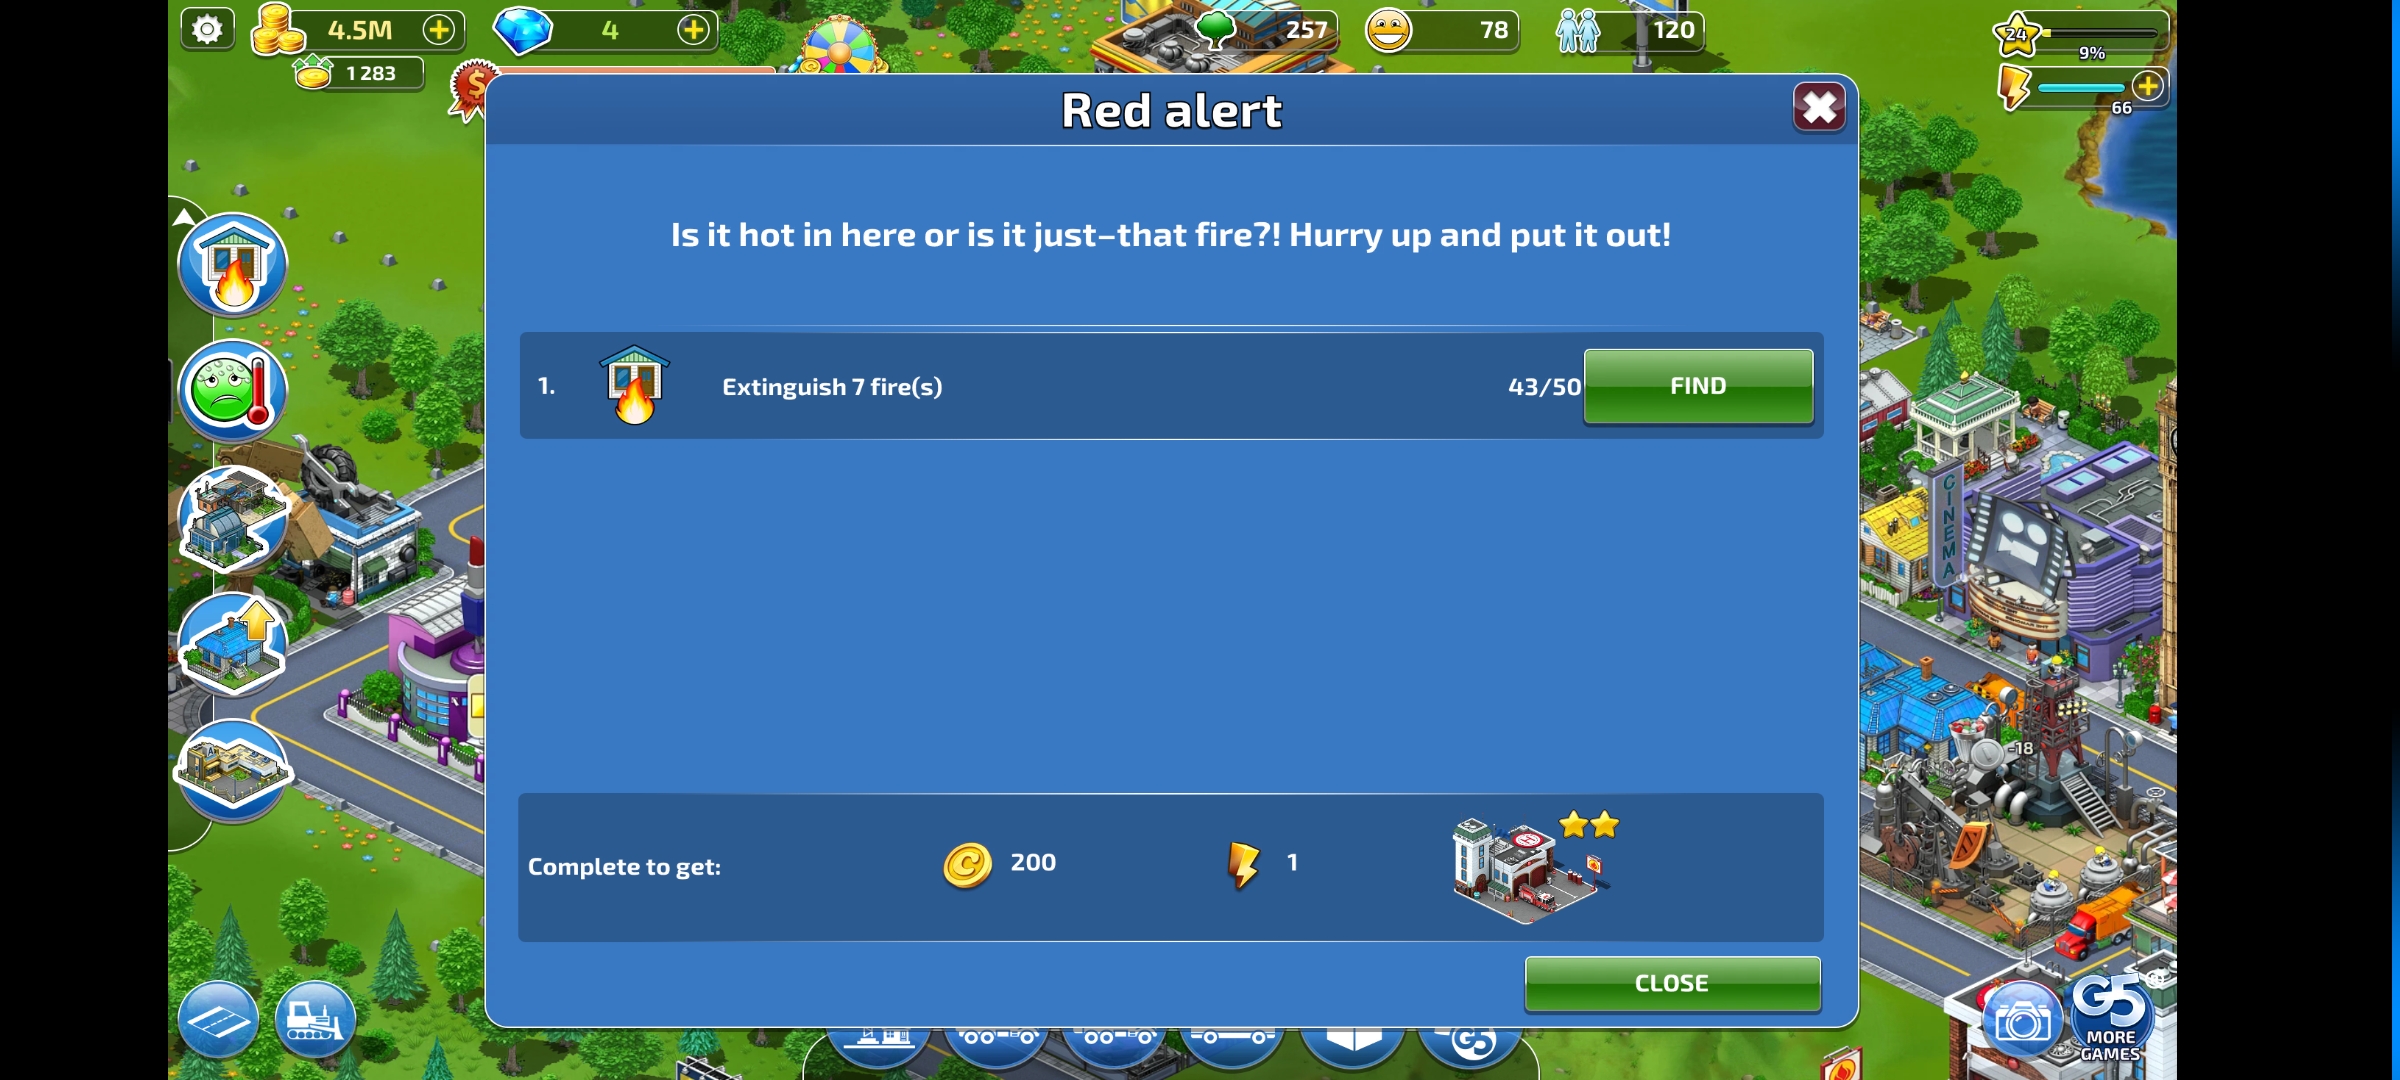 4.5M
4
257
78
120
24
9%
1 283
66
Red alert
Is it hot in here or is it just–that fire?! Hurry up and put it out!
1.
Extinguish 7 fire(s)
43/50
FIND
CINEMA
-18
Complete to get:
200
1
CLOSE
G5
G5
MORE
GAMES